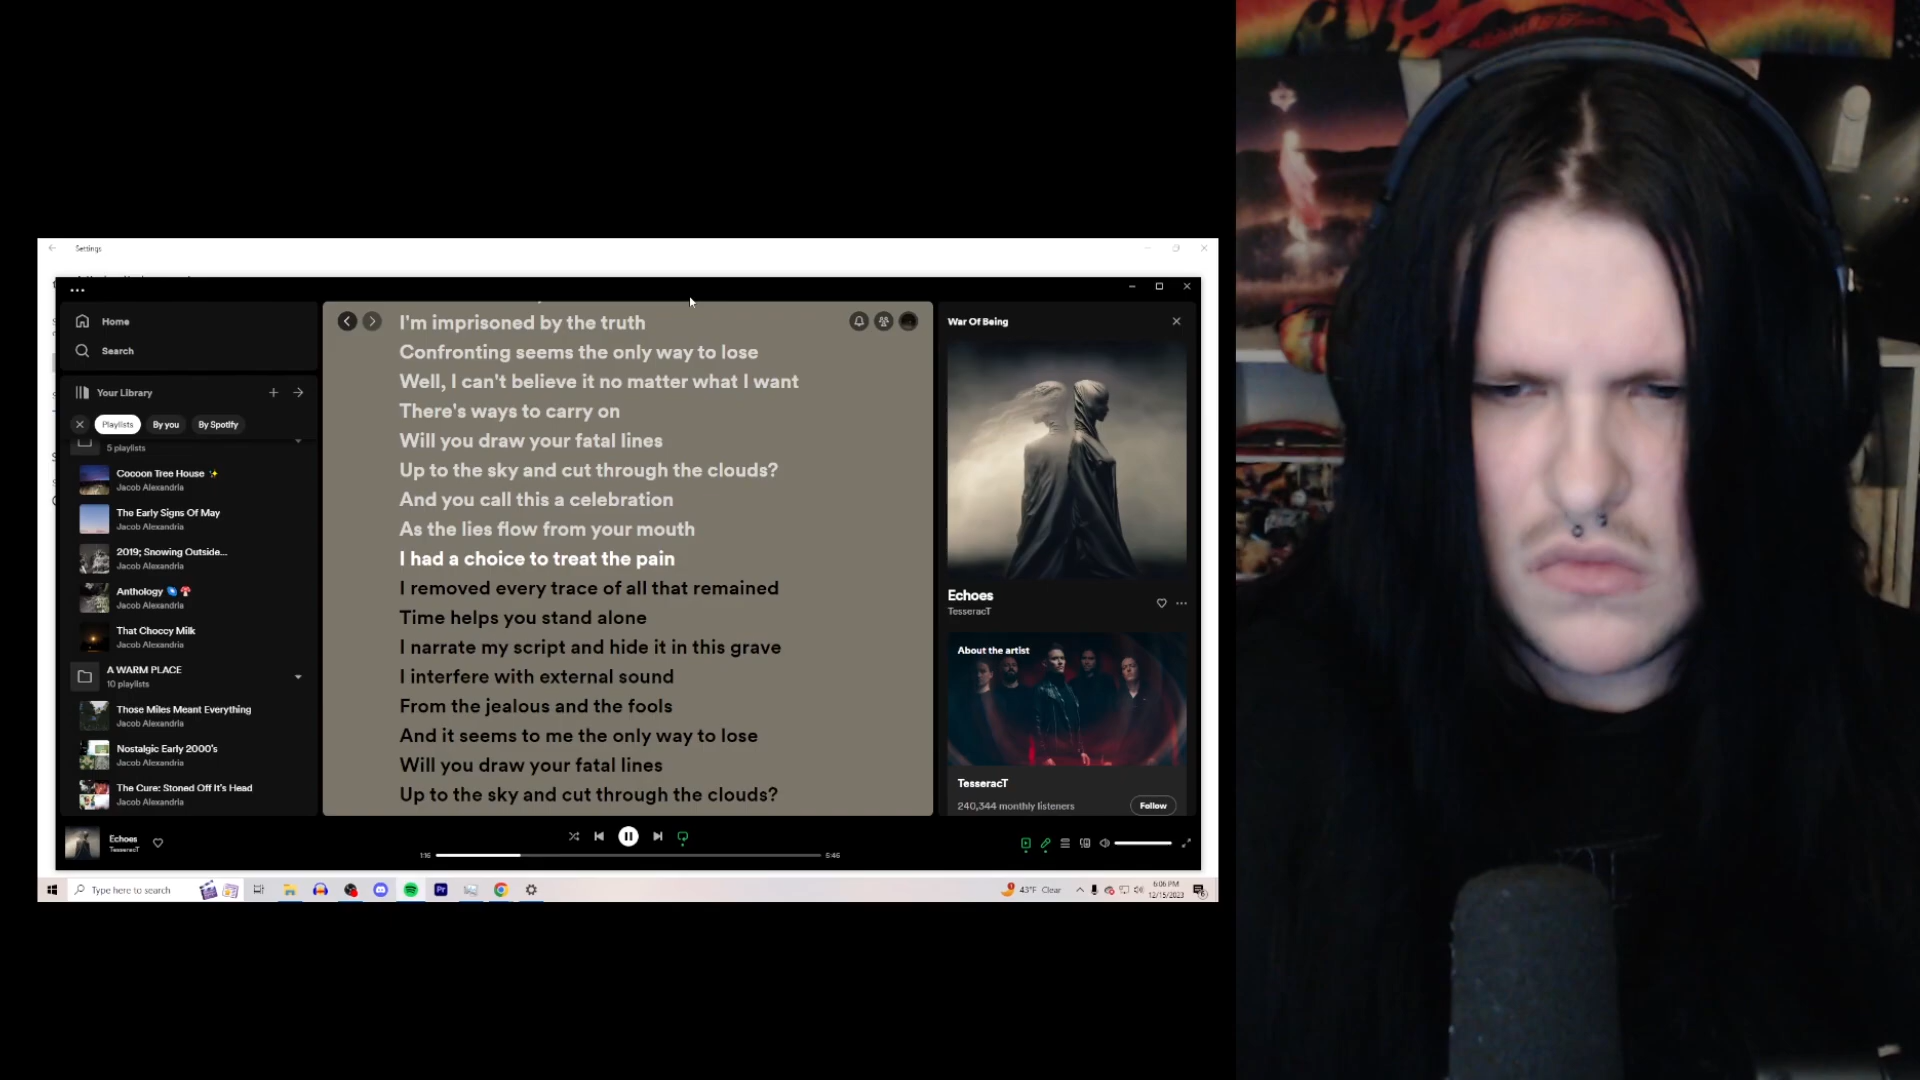 Settings
Home
Search
Your Library
Playlists
By you
By Spotify
5 playlists
Cocoon Tree House ✨
Jacob Alexandria
The Early Signs Of May
Jacob Alexandria
2019; Snowing Outside...
Jacob Alexandria
Anthology
Jacob Alexandria
That Choccy Milk
Jacob Alexandria
A WARM PLACE
10 playlists
Those Miles Meant Everything
Jacob Alexandria
Nostalgic Early 2000's
Jacob Alexandria
The Cure: Stoned Off It's Head
Jacob Alexandria
I'm imprisoned by the truth
Confronting seems the only way to lose
Well, I can't believe it no matter what I want
There's ways to carry on
Will you draw your fatal lines
Up to the sky and cut through the clouds?
And you call this a celebration
As the lies flow from your mouth
I had a choice to treat the pain
I removed every trace of all that remained
Time helps you stand alone
I narrate my script and hide it in this grave
I interfere with external sound
From the jealous and the fools
And it seems to me the only way to lose
Will you draw your fatal lines
Up to the sky and cut through the clouds?
War Of Being
Echoes
TesseracT
About the artist
TesseracT
240,344 monthly listeners
Follow
Echoes
TesseracT
1:16
5:46
Type here to search
43°F Clear
6:06 PM
12/15/2023